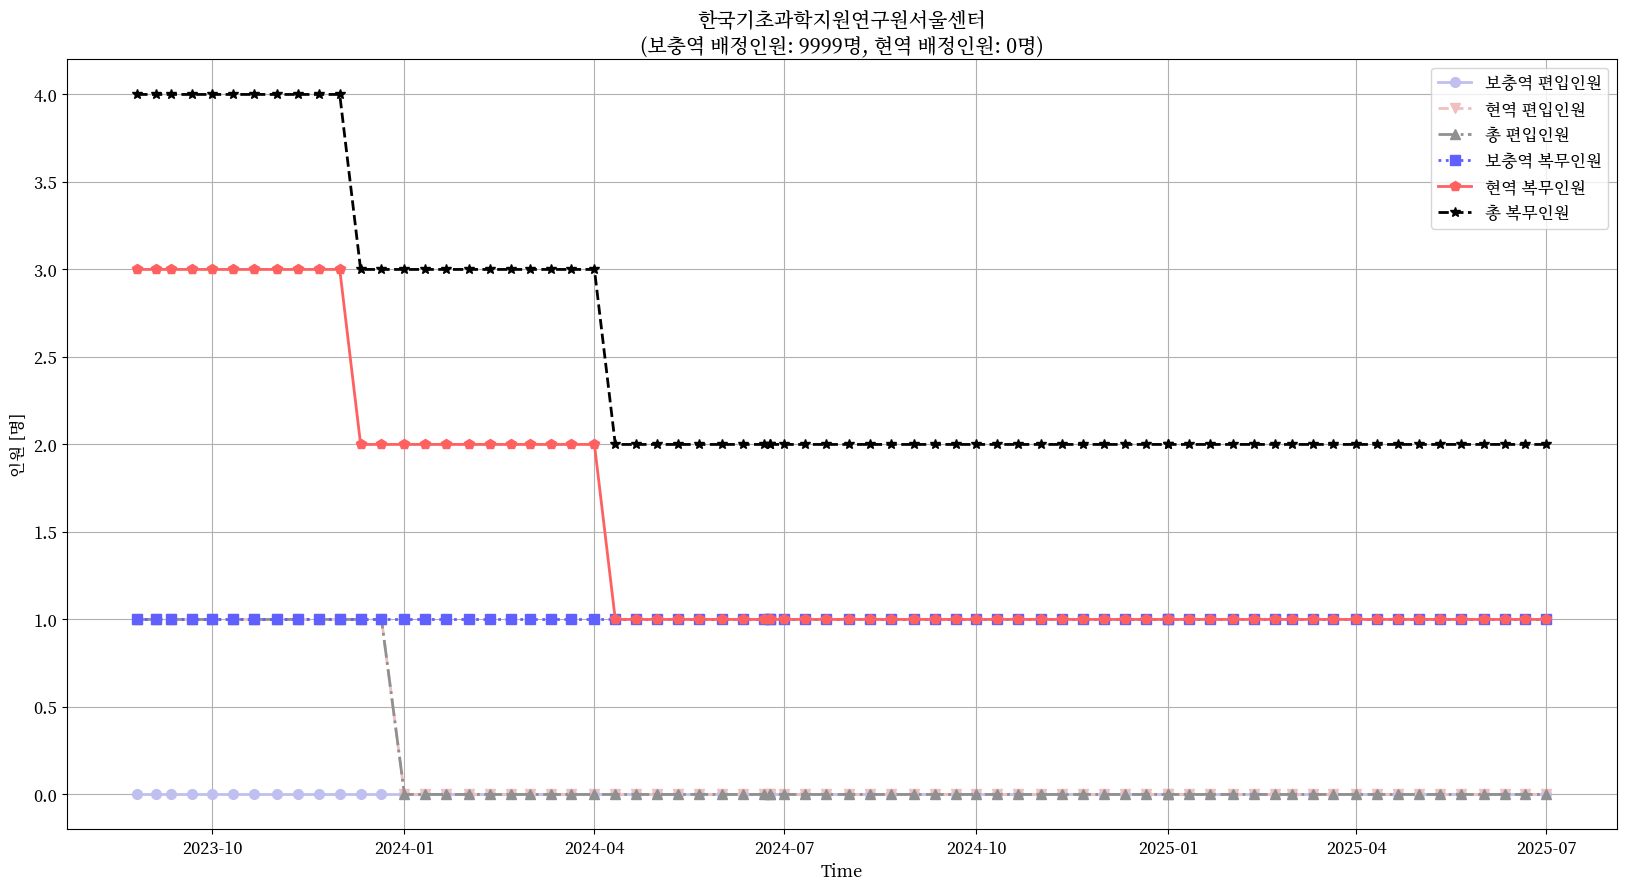 한국기초과학지원연구원서울센터
(보충역 배정인원: 9999명, 현역 배정인원: 0명)
보충역 편입인원
현역 편입인원
총 편입인원
보충역 복무인원
현역 복무인원
총 복무인원
4.0
3.5
3.0
2.5
2.0
1.5
1.0
0.5
0.0
인원 [명]
2023-10
2024-01
2024-04
2024-07
2024-10
2025-01
2025-04
2025-07
Time